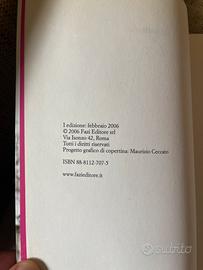 I edizione: febbraio 2006
© 2006 Fazi Editore srl
Via Isonzo 42, Roma
Tutti i diritti riservati
Progetto grafico di copertina: Maurizio Ceccato
ISBN 88-8112-707-5
www.fazieditore.it
subito